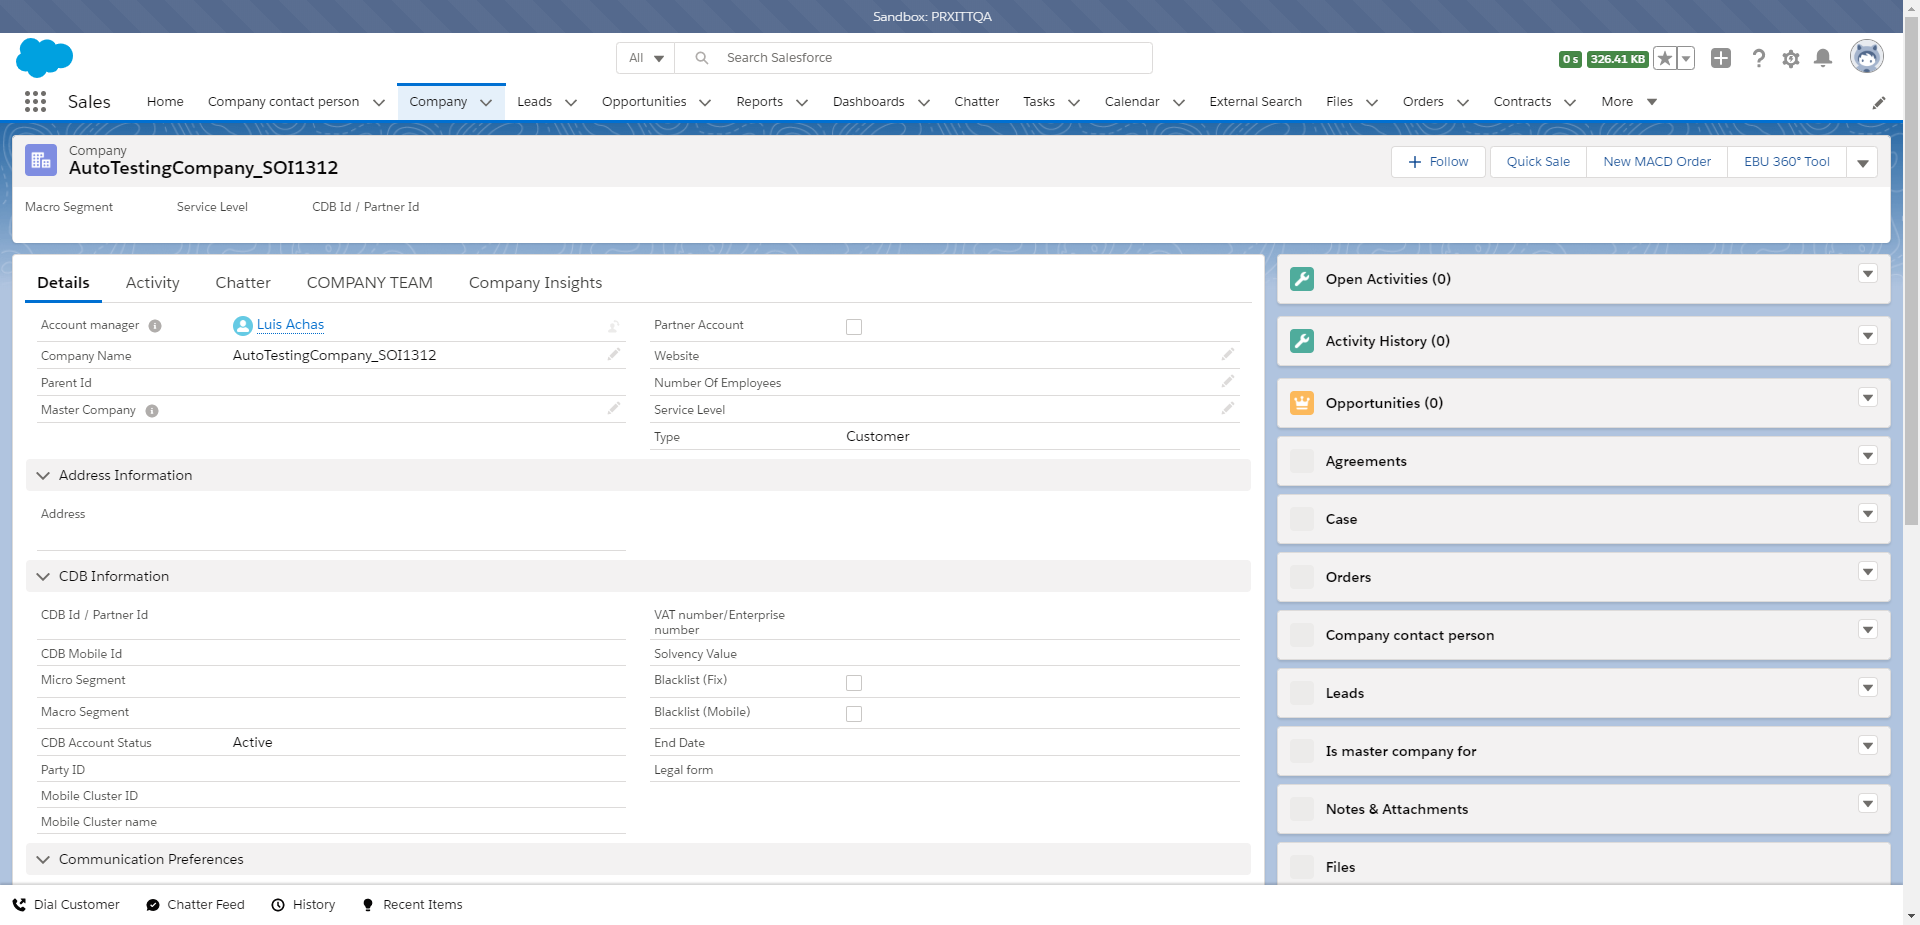 Sandbox: PRXITTQA
All
Search Salesforce
0 s
326.41 KB
Sales
Home
Company contact person
Company
Leads
Opportunities
Reports
Dashboards
Chatter
Tasks
Calendar
External Search
Files
Orders
Contracts
More
Company
AutoTestingCompany_SOI1312
Follow
Quick Sale
New MACD Order
EBU 360° Tool
Macro Segment
Service Level
CDB Id / Partner Id
Details
Activity
Chatter
COMPANY TEAM
Company Insights
Account manager
Luis Achas
Company Name
AutoTestingCompany_SOI1312
Parent Id
Master Company
Partner Account
Website
Number Of Employees
Service Level
Type
Customer
Address Information
Address
CDB Information
CDB Id / Partner Id
CDB Mobile Id
Micro Segment
Macro Segment
CDB Account Status
Active
Party ID
Mobile Cluster ID
Mobile Cluster name
VAT number/Enterprise
number
Solvency Value
Blacklist (Fix)
Blacklist (Mobile)
End Date
Legal form
Communication Preferences
Open Activities (0)
Activity History (0)
Opportunities (0)
Agreements
Case
Orders
Company contact person
Leads
Is master company for
Notes & Attachments
Files
Dial Customer
Chatter Feed
History
Recent Items